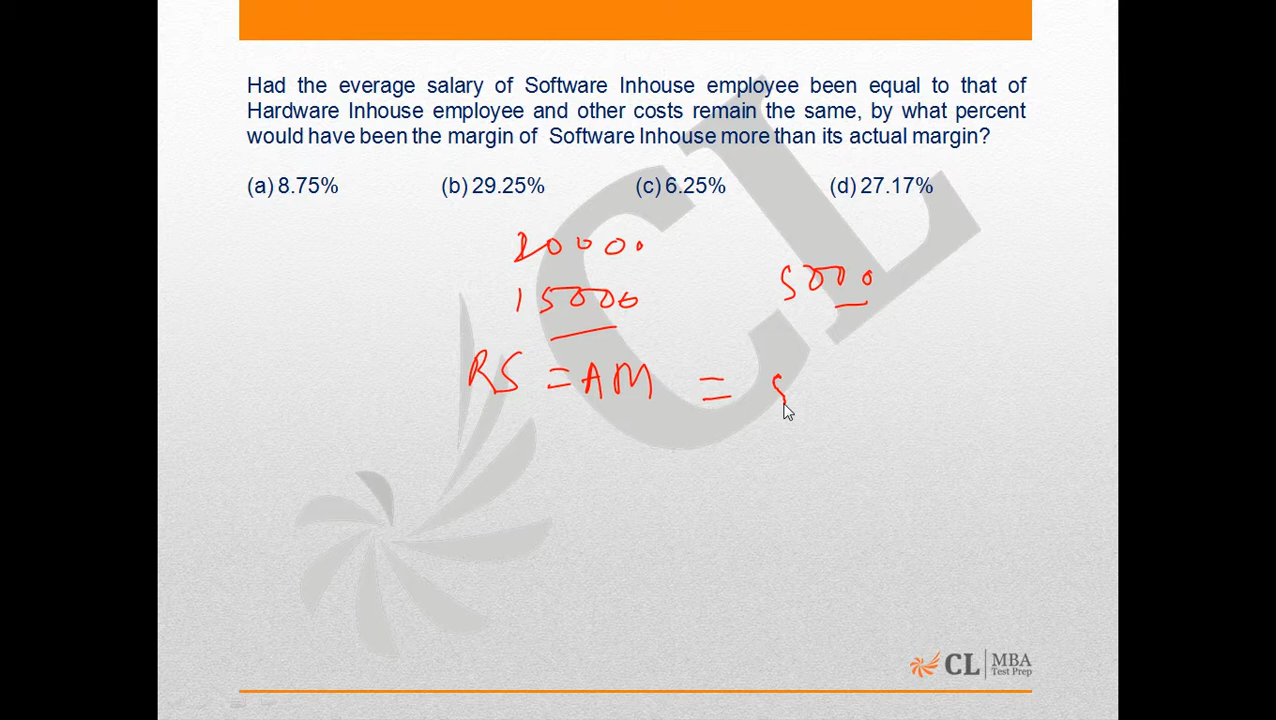 Had the everage salary of Software Inhouse employee been equal to that of
Hardware Inhouse employee and other costs remain the same, by what percent
would have been the margin of Software Inhouse more than its actual margin?
(a) 8.75% (b) 29.25% (c) 6.25% (d) 27.17%
20000
15000
5000
RS = AM =
CL
CL MBA
Test Prep